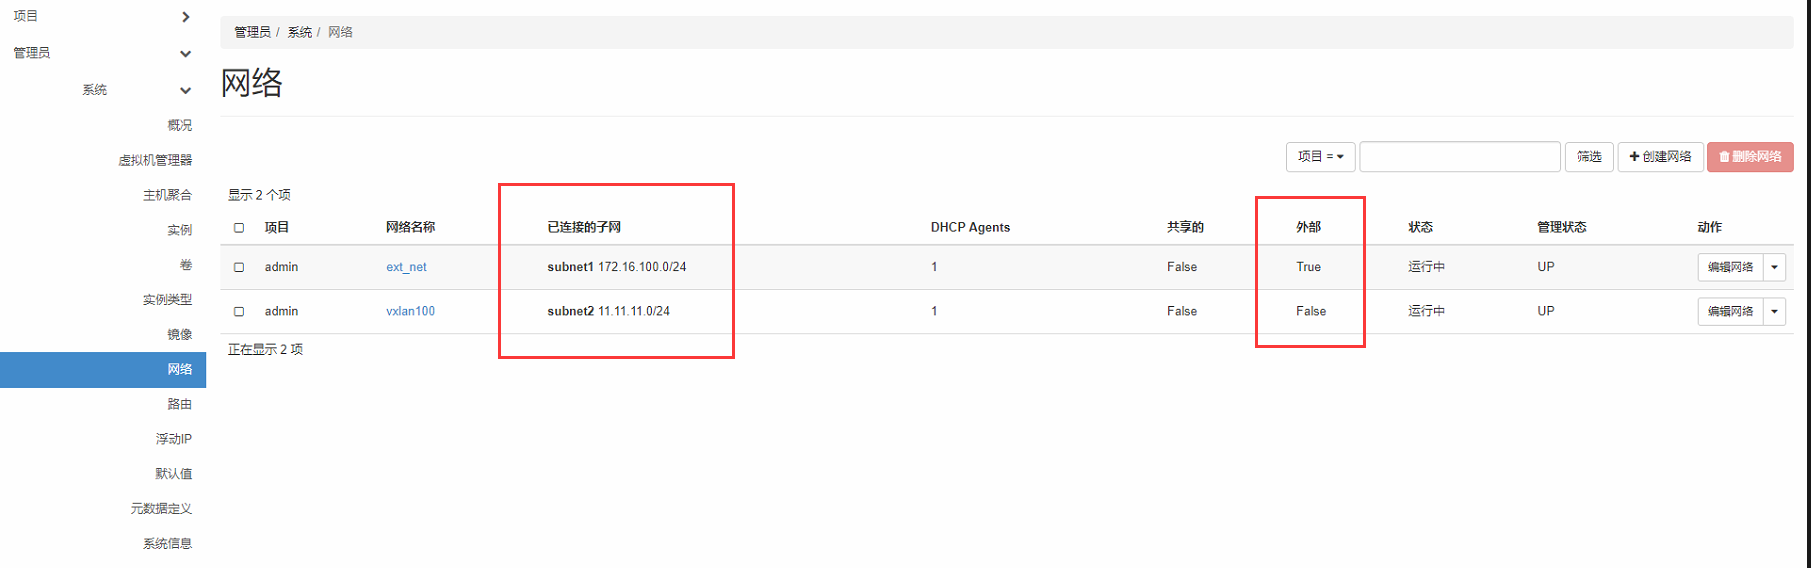 项目
管理员
系统
概况
虚拟机管理器
主机聚合
实例
卷
实例类型
镜像
网络
路由
浮动IP
默认值
元数据定义
系统信息
管理员 / 系统 / 网络
网络
项目 = 筛选 创建网络 删除网络
显示 2 个项
项目 网络名称 已连接的子网 DHCP Agents 共享的 外部 状态 管理状态 动作
admin ext_net subnet1 172.16.100.0/24 1 False True 运行中 UP 编辑网络
admin vxlan100 subnet2 11.11.11.0/24 1 False False 运行中 UP 编辑网络
正在显示 2 项